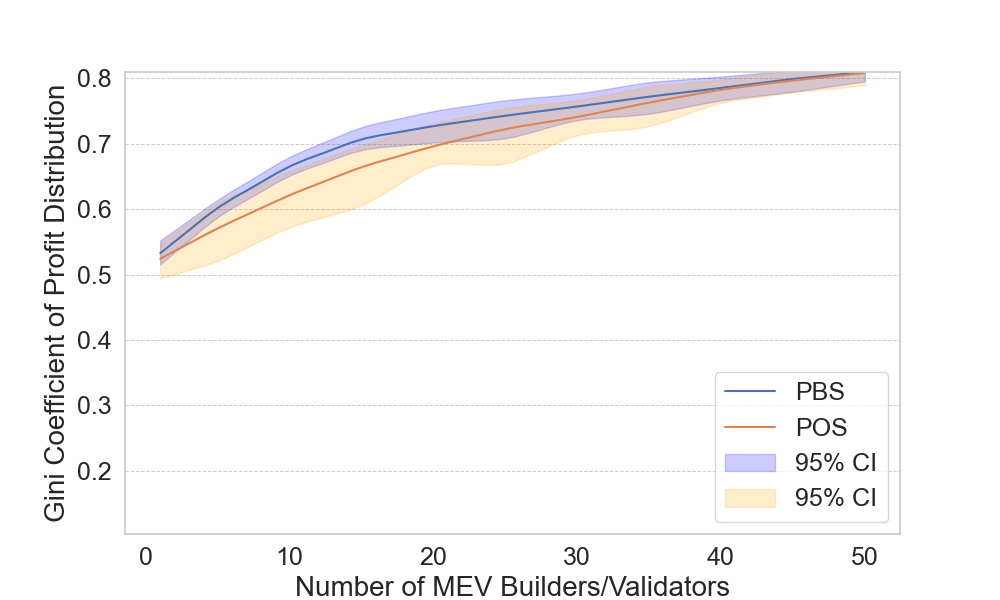 Gini Coefficient of Profit Distribution
0.8
0.7
0.6
0.5
0.4
0.3
0.2
PBS
POS
95% CI
95% CI
0 10 20 30 40 50
Number of MEV Builders/Validators